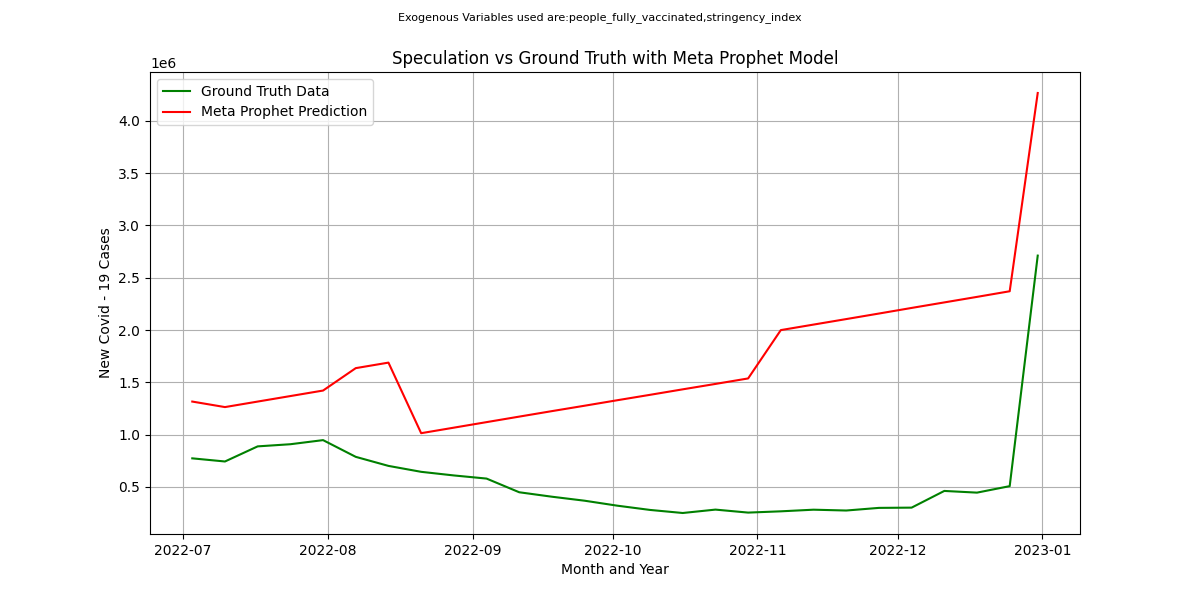 Exogenous Variables used are:people_fully_vaccinated,stringency_index
Speculation vs Ground Truth with Meta Prophet Model
1e6
Ground Truth Data
Meta Prophet Prediction
4.0
3.5
3.0
2.5
2.0
1.5
1.0
0.5
New Covid - 19 Cases
2022-07 2022-08 2022-09 2022-10 2022-11 2022-12 2023-01
Month and Year